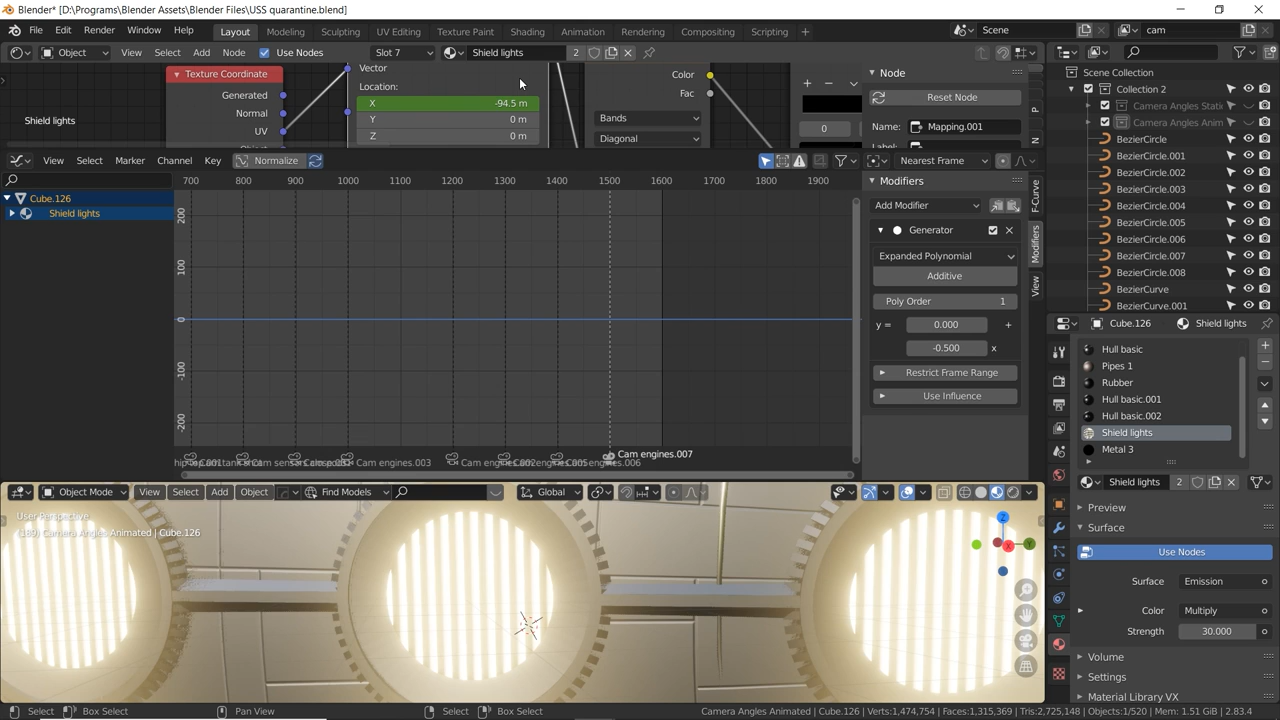 Blender* [D:\Programs\Blender Assets\Blender Files\USS quarantine.blend]
File Edit Render Window Help Layout Modeling Sculpting UV Editing Texture Paint Shading Animation Rendering Compositing Scripting + Scene cam
Object View Select Add Node Use Nodes Slot 7 Shield lights 2
Texture Coordinate
Generated
Normal
UV
Shield lights
Vector
Location:
X -94.5 m
Y 0 m
Z 0 m
Color
Fac
Bands
Diagonal
0
Node
Reset Node
Name: Mapping.001
P
N
View Select Marker Channel Key Normalize Nearest Frame
700 800 900 1000 1100 1200 1300 1400 1500 1600 1700 1800 1900
Cube.126
Shield lights
200
100
0
-100
-200
Cam engines.003
Cam engines.007
Modifiers
Add Modifier
Generator
Expanded Polynomial
Additive
Poly Order 1
y = 0.000 +
-0.500 x
Restrict Frame Range
Use Influence
F-Curve
Modifiers
View
Object Mode View Select Add Object Find Models Global
User Perspective
(189) Camera Angles Animated | Cube.126
Z
Y
X
Scene Collection
Collection 2
Camera Angles Stati
Camera Angles Anim
BezierCircle
BezierCircle.001
BezierCircle.002
BezierCircle.003
BezierCircle.004
BezierCircle.005
BezierCircle.006
BezierCircle.007
BezierCircle.008
BezierCurve
BezierCurve.001
Cube.126 Shield lights
Hull basic
Pipes 1
Rubber
Hull basic.001
Hull basic.002
Shield lights
Metal 3
Shield lights 2
Preview
Surface
Use Nodes
Surface Emission
Color Multiply
Strength 30.000
Volume
Settings
Material Library VX
Select Box Select Pan View Select Box Select Camera Angles Animated | Cube.126 | Verts:1,474,754 | Faces:1,315,369 | Tris:2,725,148 | Objects:1/520 | Mem: 1.51 GiB | 2.83.4